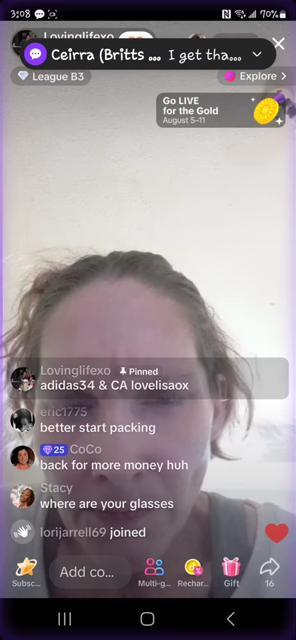 3:08
70%
Lovinglifexo
Ceirra (Britts ... I get tha...
League B3
Explore >
Go LIVE
for the Gold
August 5-11
Lovinglifexo Pinned
adidas34 & CA lovelisaox
eric1775
better start packing
25 CoCo
back for more money huh
Stacy
where are your glasses
lorijarrell69 joined
Subsc...
Add co...
Multi-g...
Rechar...
Gift
16